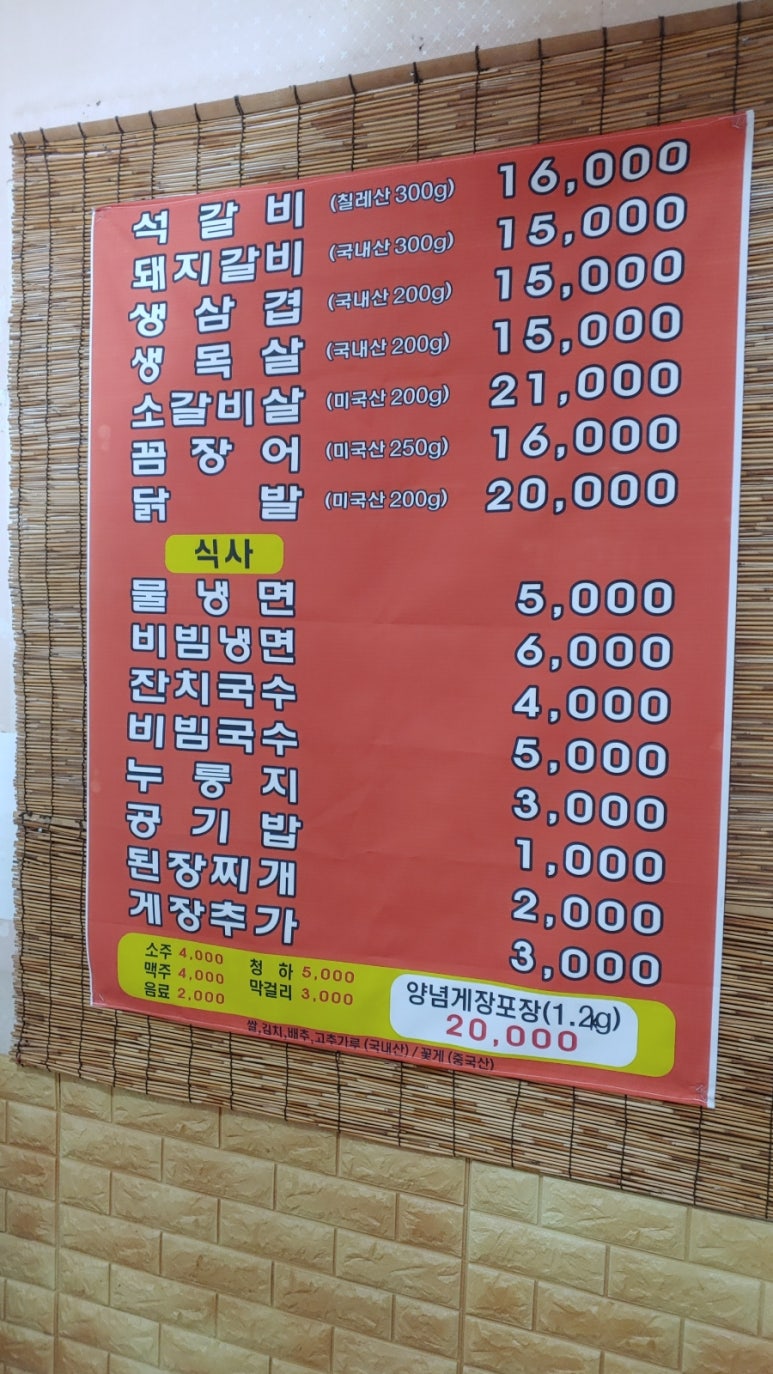 석갈비 (칠레산 300g) 16,000
돼지갈비 (국내산 300g) 15,000
생삼겹 (국내산 200g) 15,000
생목살 (국내산 200g) 15,000
소갈비살 (미국산 200g) 21,000
꼼장어 (미국산 250g) 16,000
닭발 (미국산 200g) 20,000
식사
물냉면 5,000
비빔냉면 6,000
잔치국수 4,000
비빔국수 5,000
누룽지 3,000
공기밥 1,000
된장찌개 2,000
게장추가 3,000
소주 4,000 청하 5,000
맥주 4,000 막걸리 3,000
음료 2,000
양념게장포장(1.2kg)
20,000
쌀,김치,배추,고추가루 (국내산) / 꽃게 (중국산)